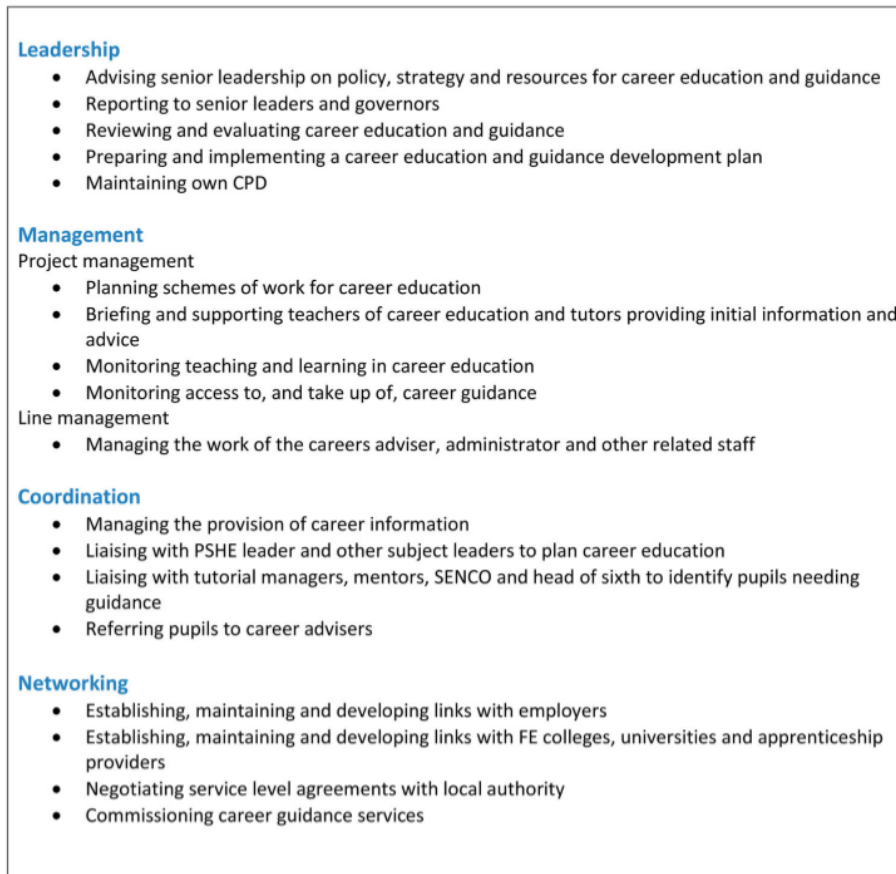 Leadership
• Advising senior leadership on policy, strategy and resources for career education and guidance
• Reporting to senior leaders and governors
• Reviewing and evaluating career education and guidance
• Preparing and implementing a career education and guidance development plan
• Maintaining own CPD
Management
Project management
• Planning schemes of work for career education
• Briefing and supporting teachers of career education and tutors providing initial information and
advice
• Monitoring teaching and learning in career education
• Monitoring access to, and take up of, career guidance
Line management
• Managing the work of the careers adviser, administrator and other related staff
Coordination
• Managing the provision of career information
• Liaising with PSHE leader and other subject leaders to plan career education
• Liaising with tutorial managers, mentors, SENCO and head of sixth to identify pupils needing
guidance
• Referring pupils to career advisers
Networking
• Establishing, maintaining and developing links with employers
• Establishing, maintaining and developing links with FE colleges, universities and apprenticeship
providers
• Negotiating service level agreements with local authority
• Commissioning career guidance services